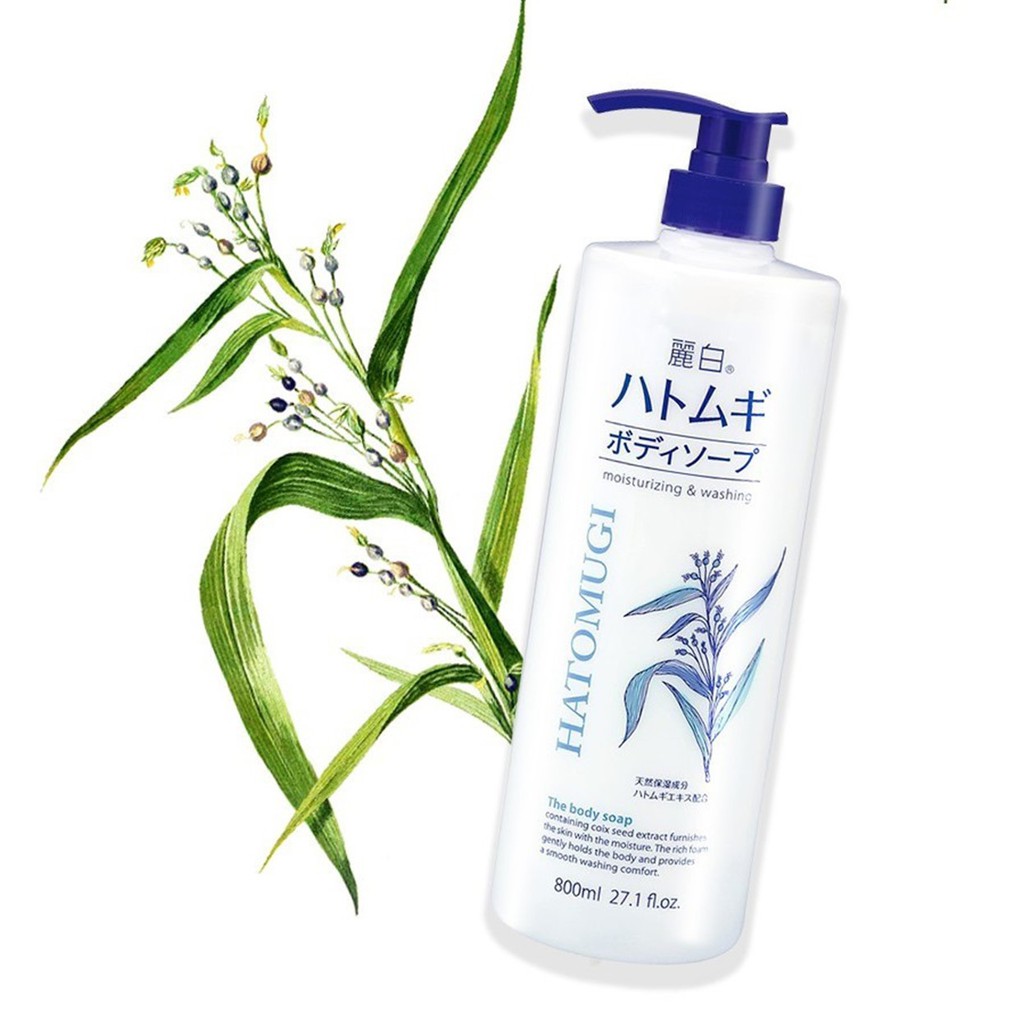 麗白®
ハトムギ
ボディソープ
moisturizing & washing
HATOMUGI
天然保湿成分
ハトムギエキス配合
The body soap
containing coix seed extract furnishes
the skin with the moisture. The rich foam
gently holds the body and provides
a smooth washing comfort.
800ml 27.1 fl.oz.